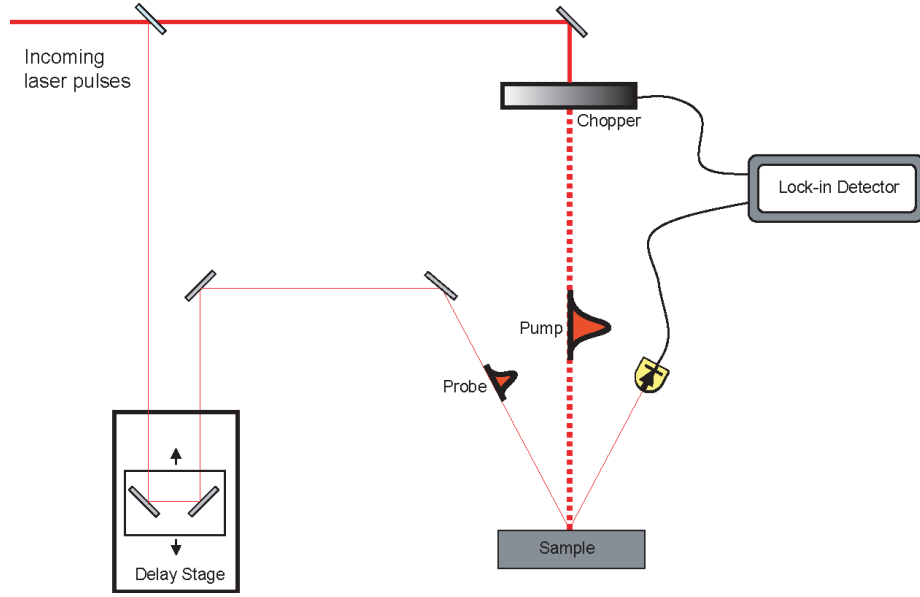 Incoming
laser pulses
Chopper
Lock-in Detector
Pump
Probe
Sample
Delay Stage